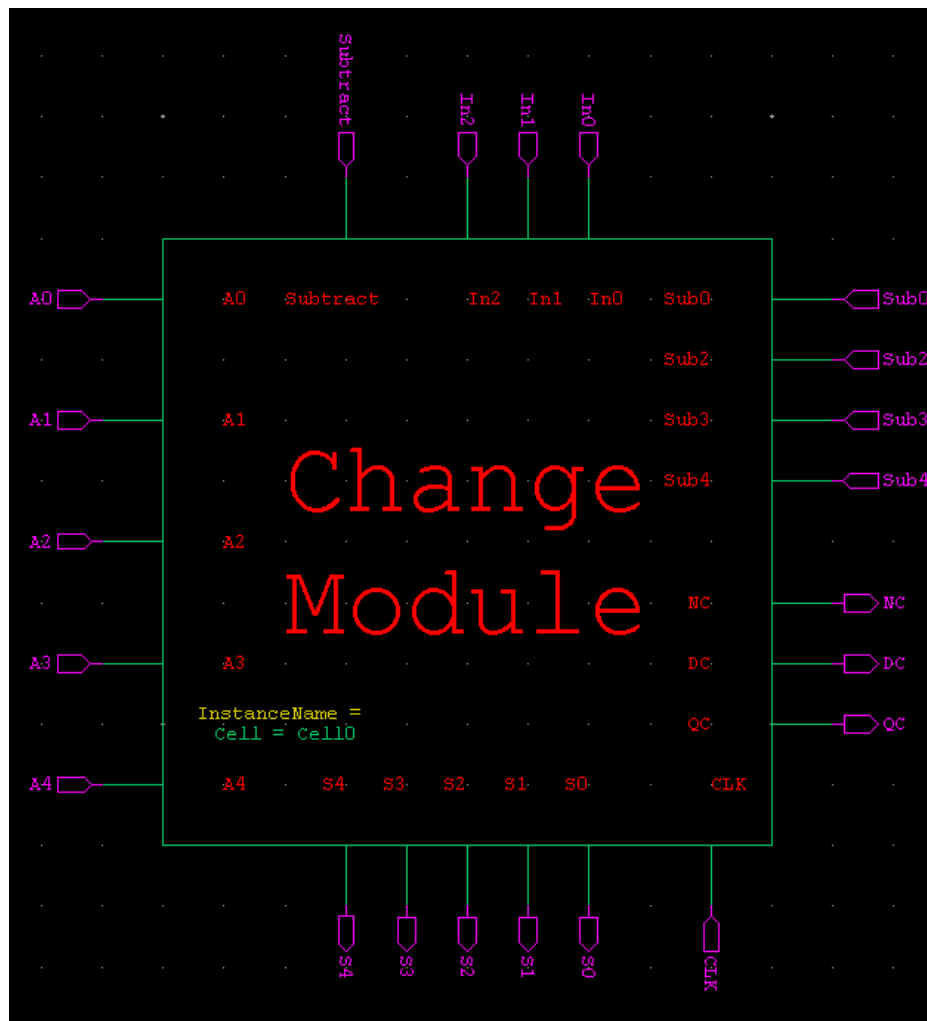 Subtract
In2
In1
In0
A0 A0 Subtract In2 In1 In0 Sub0 Sub0
Sub2 Sub2
A1 A1 Sub3 Sub3
Change
Sub4 Sub4
A2 A2
Module
NC NC
A3 A3 DC DC
InstanceName =
QC QC
Cell = Cell0
A4 A4 S4 S3 S2 S1 S0 CLK
S4
S3
S2
S1
S0
CLK